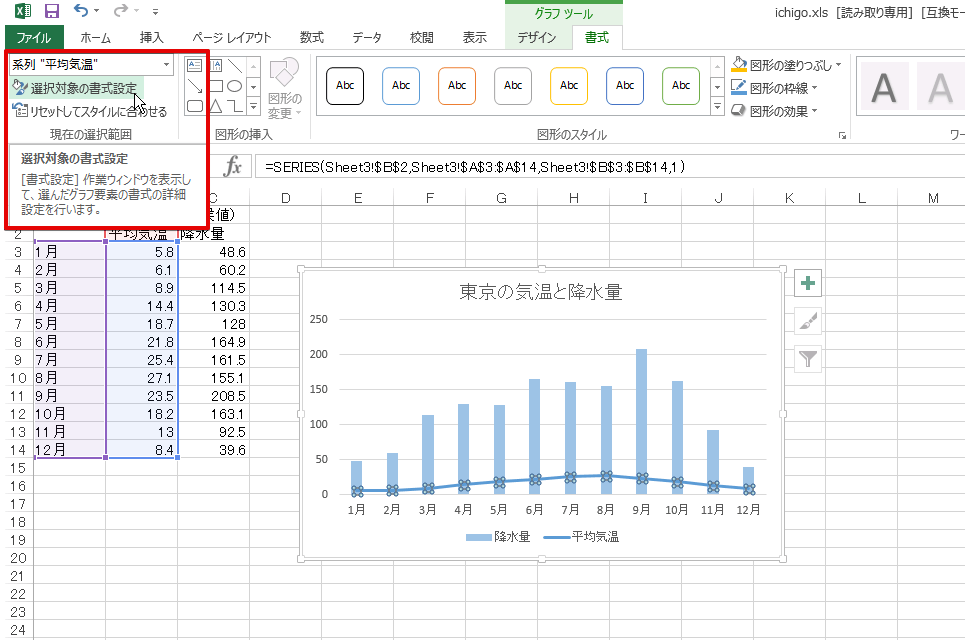 グラフ ツール
ichigo.xls [読み取り専用] [互換モー
ファイル ホーム 挿入 ページ レイアウト 数式 データ 校閲 表示 デザイン 書式
系列 "平均気温"
選択対象の書式設定
リセットしてスタイルに合わせる
現在の選択範囲
図形の変更
図形の挿入
Abc Abc Abc Abc Abc Abc Abc
図形のスタイル
図形の塗りつぶし
図形の枠線
図形の効果
A A
ワー
選択対象の書式設定
[書式設定] 作業ウィンドウを表示し
て、選んだグラフ要素の書式の詳細
設定を行います。
fx =SERIES(Sheet3!$B$2,Sheet3!$A$3:$A$14,Sheet3!$B$3:$B$14,1)
C D E F G H I J K L M
値)
2 平均気温 降水量
3 1月 5.8 48.6
4 2月 6.1 60.2
5 3月 8.9 114.5
6 4月 14.4 130.3
7 5月 18.7 128
8 6月 21.8 164.9
9 7月 25.4 161.5
10 8月 27.1 155.1
11 9月 23.5 208.5
12 10月 18.2 163.1
13 11月 13 92.5
14 12月 8.4 39.6
15
16
17
18
19
20
21
22
23
24
東京の気温と降水量
250
200
150
100
50
0
1月 2月 3月 4月 5月 6月 7月 8月 9月 10月 11月 12月
降水量 平均気温